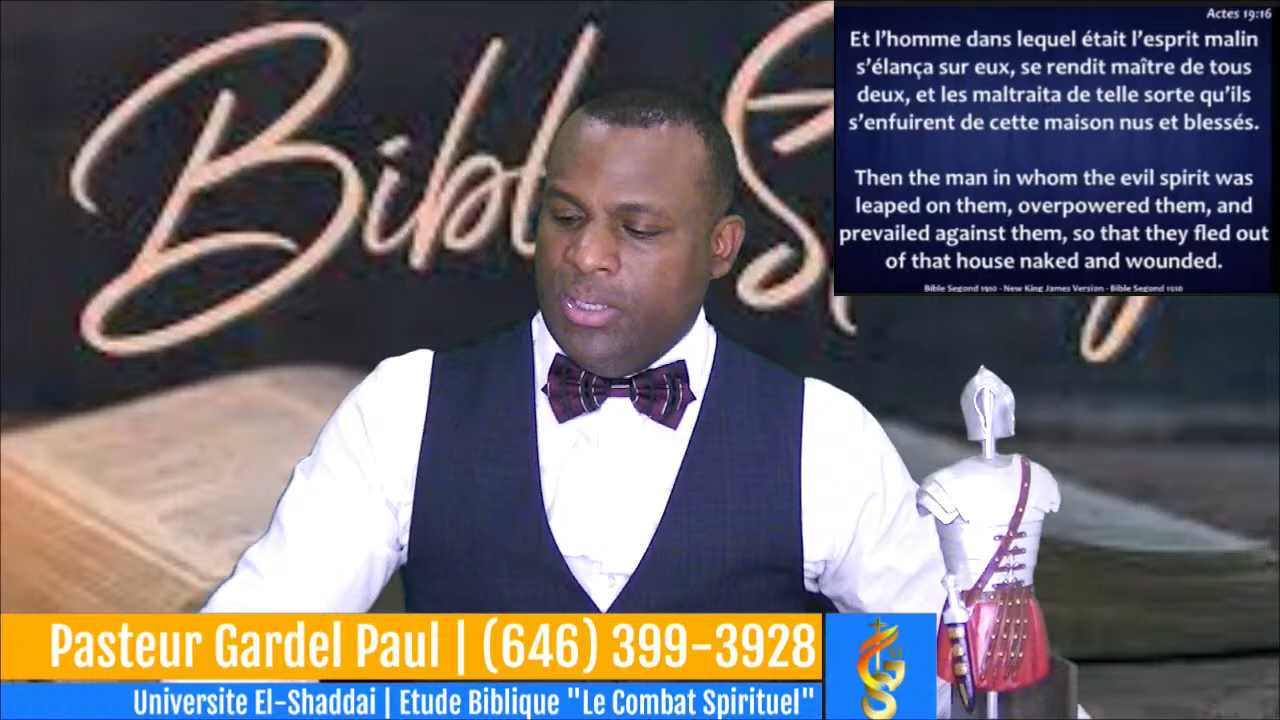 Bible S
Actes 19:16
Et l'homme dans lequel était l'esprit malin
s'élança sur eux, se rendit maître de tous
deux, et les maltraita de telle sorte qu'ils
s'enfuirent de cette maison nus et blessés.
Then the man in whom the evil spirit was
leaped on them, overpowered them, and
prevailed against them, so that they fled out
of that house naked and wounded.
Bible Segond 1910 - New King James Version - Bible Segond 1910
Pasteur Gardel Paul | (646) 399-3928
Universite El-Shaddai | Etude Biblique "Le Combat Spirituel"